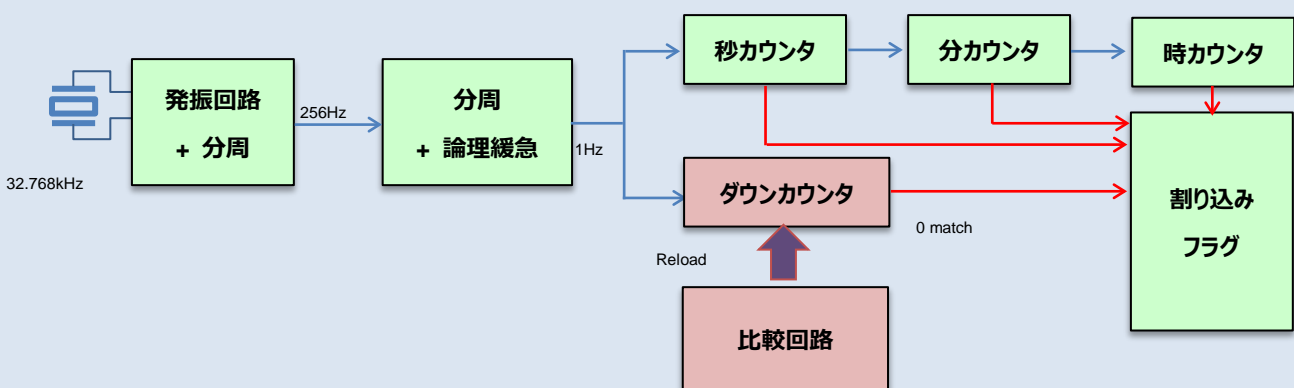 32.768kHz
発振回路
+ 分周
256Hz
分周
+ 論理緩急
1Hz
秒カウンタ
分カウンタ
時カウンタ
ダウンカウンタ
0 match
Reload
比較回路
割り込み
フラグ